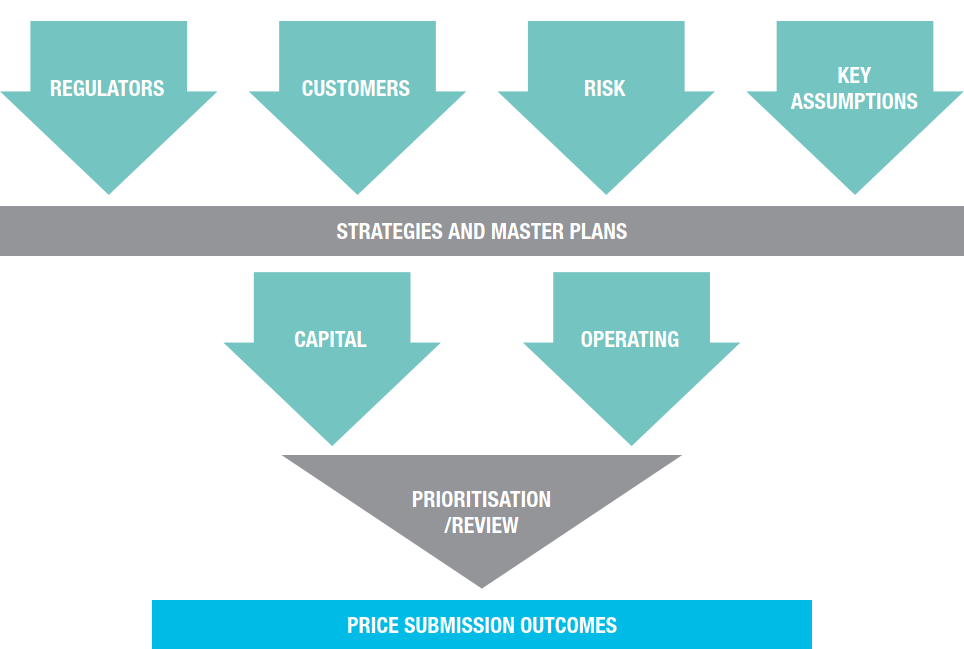 REGULATORS
CUSTOMERS
RISK
KEY
ASSUMPTIONS
STRATEGIES AND MASTER PLANS
CAPITAL
OPERATING
PRIORITISATION
/REVIEW
PRICE SUBMISSION OUTCOMES